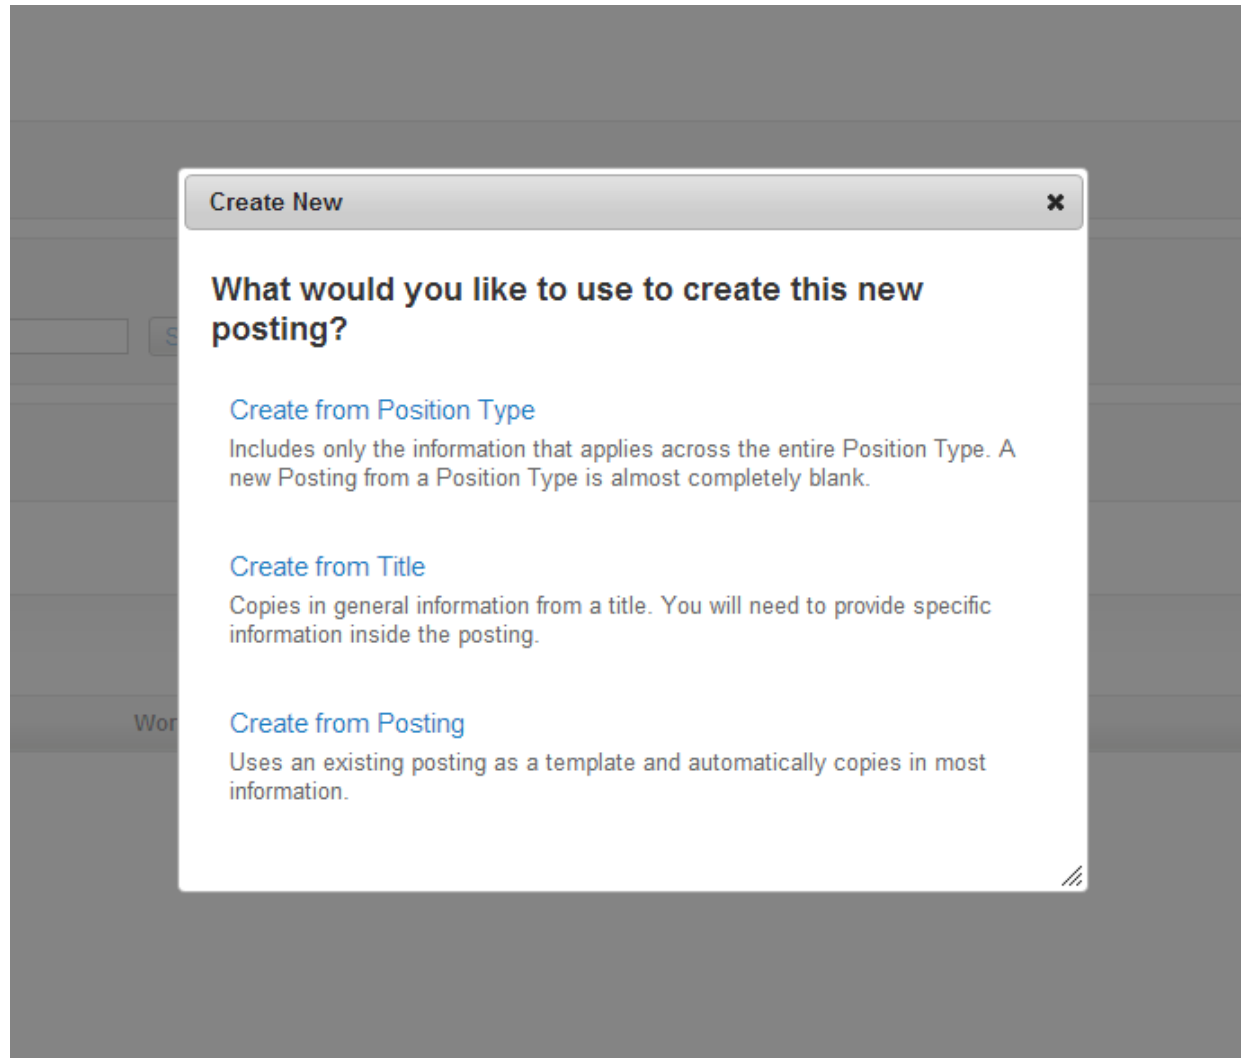 Create New
What would you like to use to create this new
posting?
Create from Position Type
Includes only the information that applies across the entire Position Type. A
new Posting from a Position Type is almost completely blank.
Create from Title
Copies in general information from a title. You will need to provide specific
information inside the posting.
Create from Posting
Uses an existing posting as a template and automatically copies in most
information.